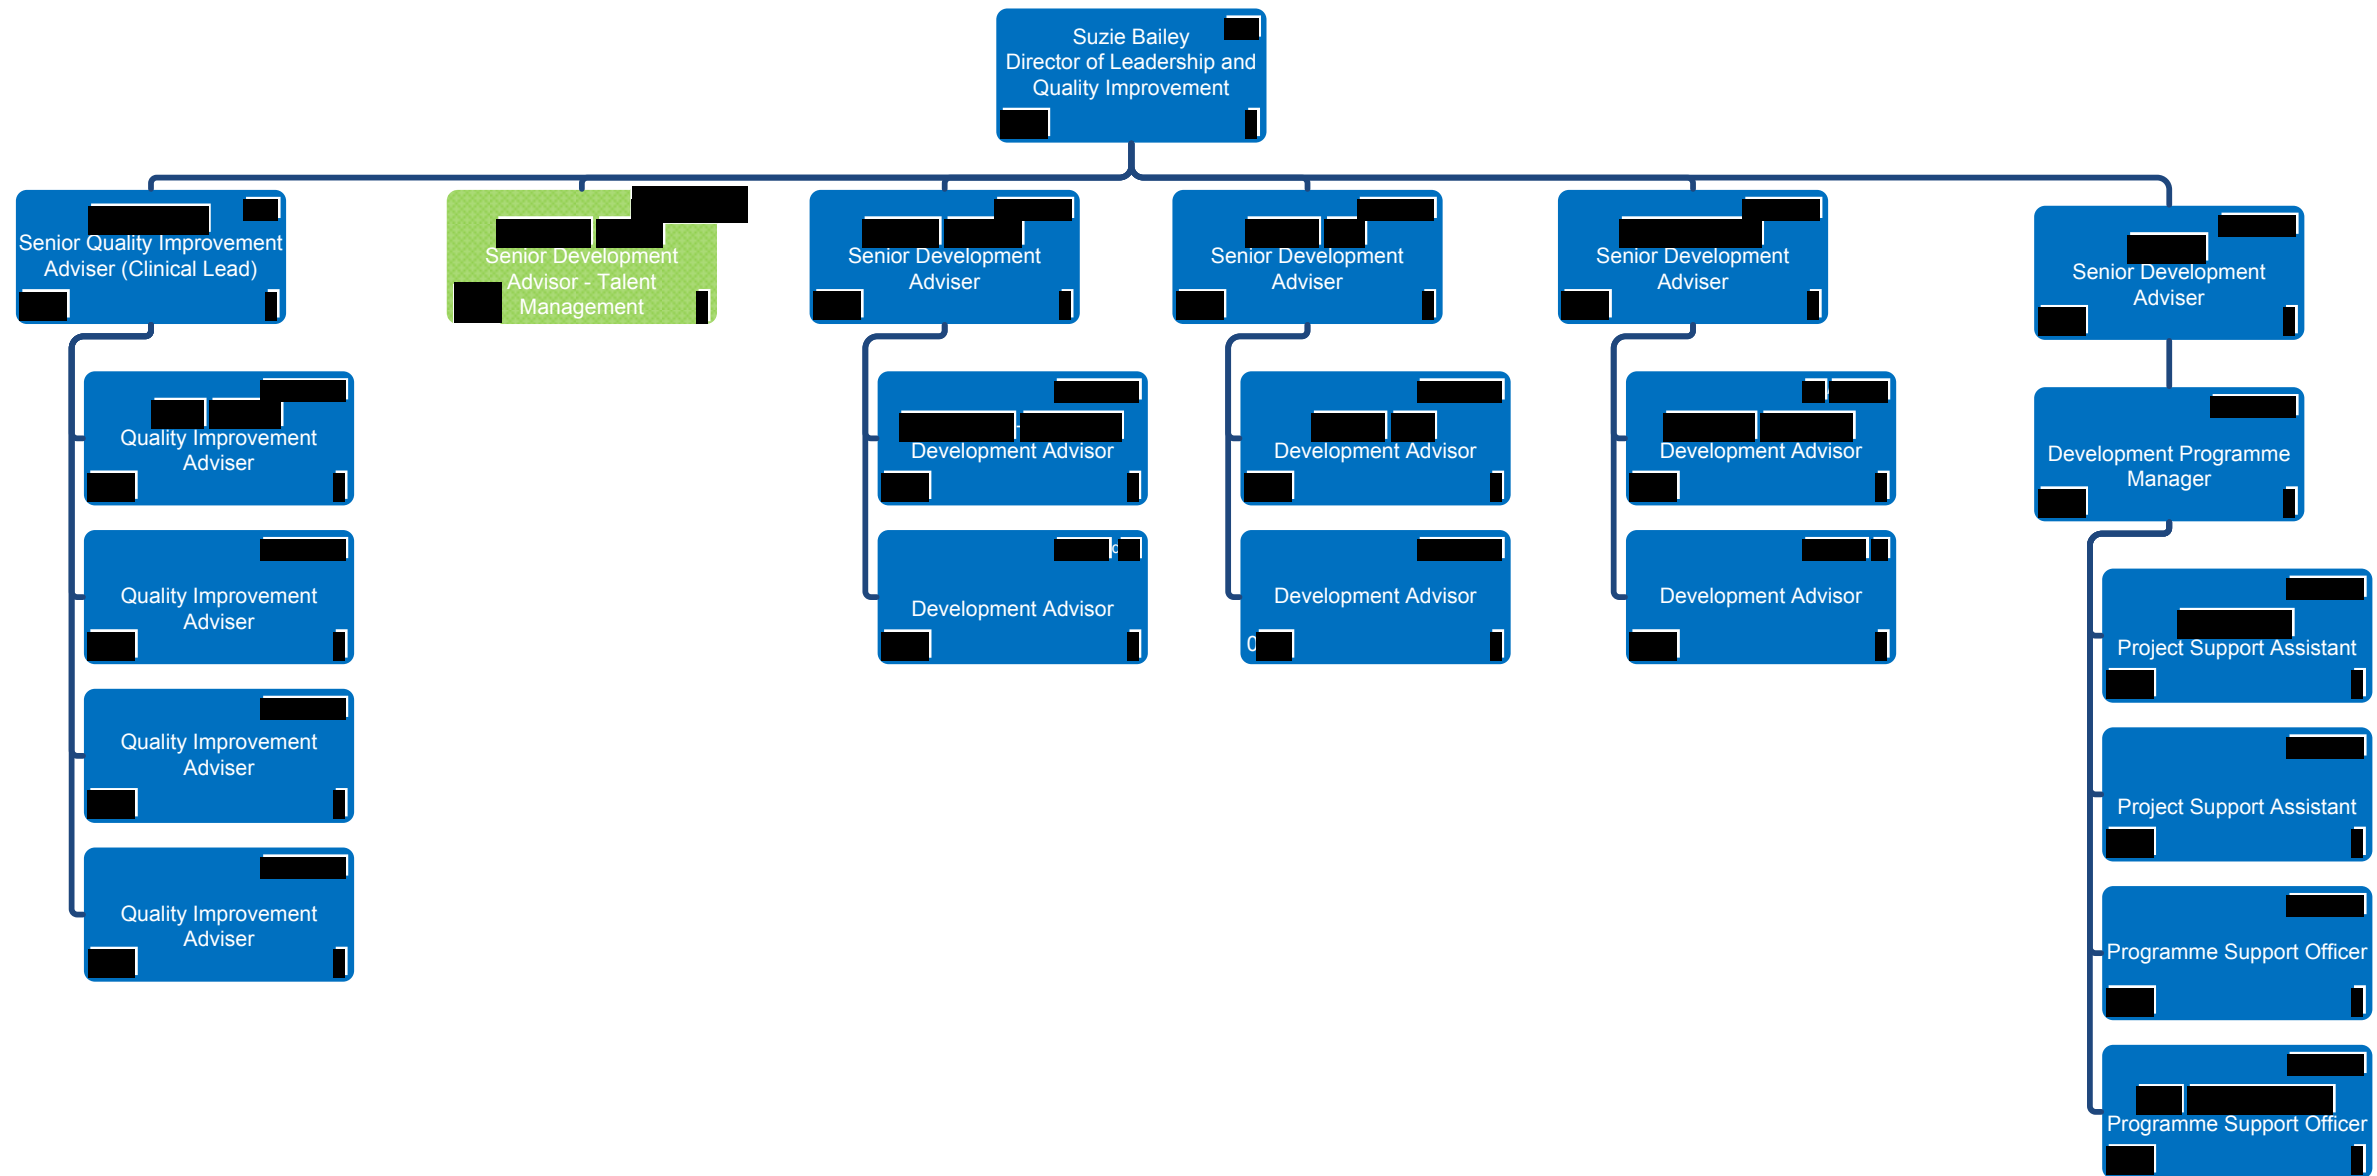 Suzie Bailey
Director of Leadership and
Quality Improvement
Senior Quality Improvement
Adviser (Clinical Lead)
Senior Development
Advisor - Talent
Management
Senior Development
Adviser
Senior Development
Adviser
Senior Development
Adviser
Senior Development
Adviser
Quality Improvement
Adviser
Quality Improvement
Adviser
Quality Improvement
Adviser
Quality Improvement
Adviser
Development Advisor
Development Advisor
Development Advisor
Development Advisor
0
Development Advisor
Development Advisor
Development Programme
Manager
Project Support Assistant
Project Support Assistant
Programme Support Officer
Programme Support Officer